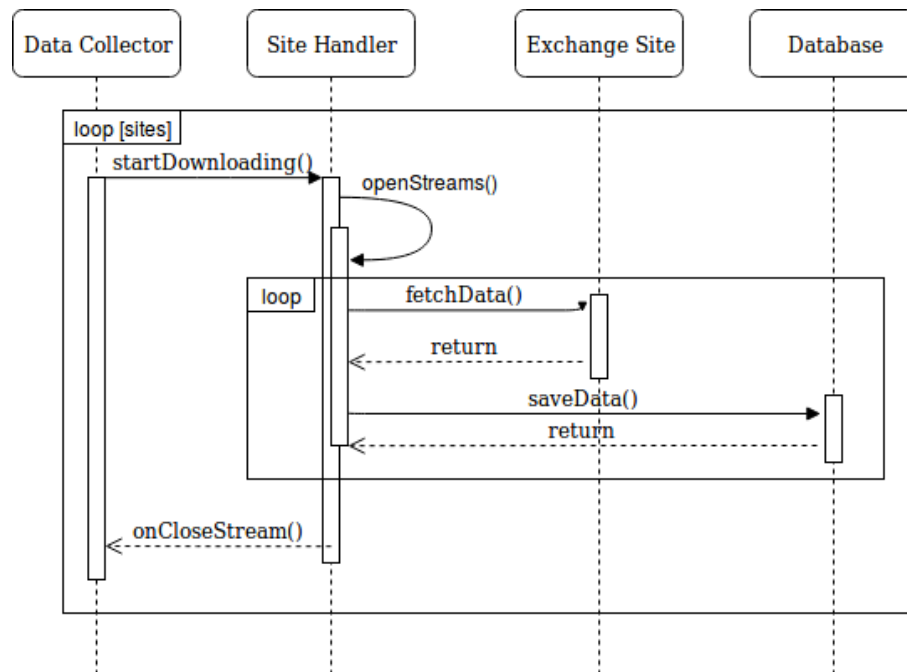 Data Collector
Site Handler
Exchange Site
Database
loop [sites]
startDownloading()
openStreams()
loop
fetchData()
return
saveData()
return
onCloseStream()